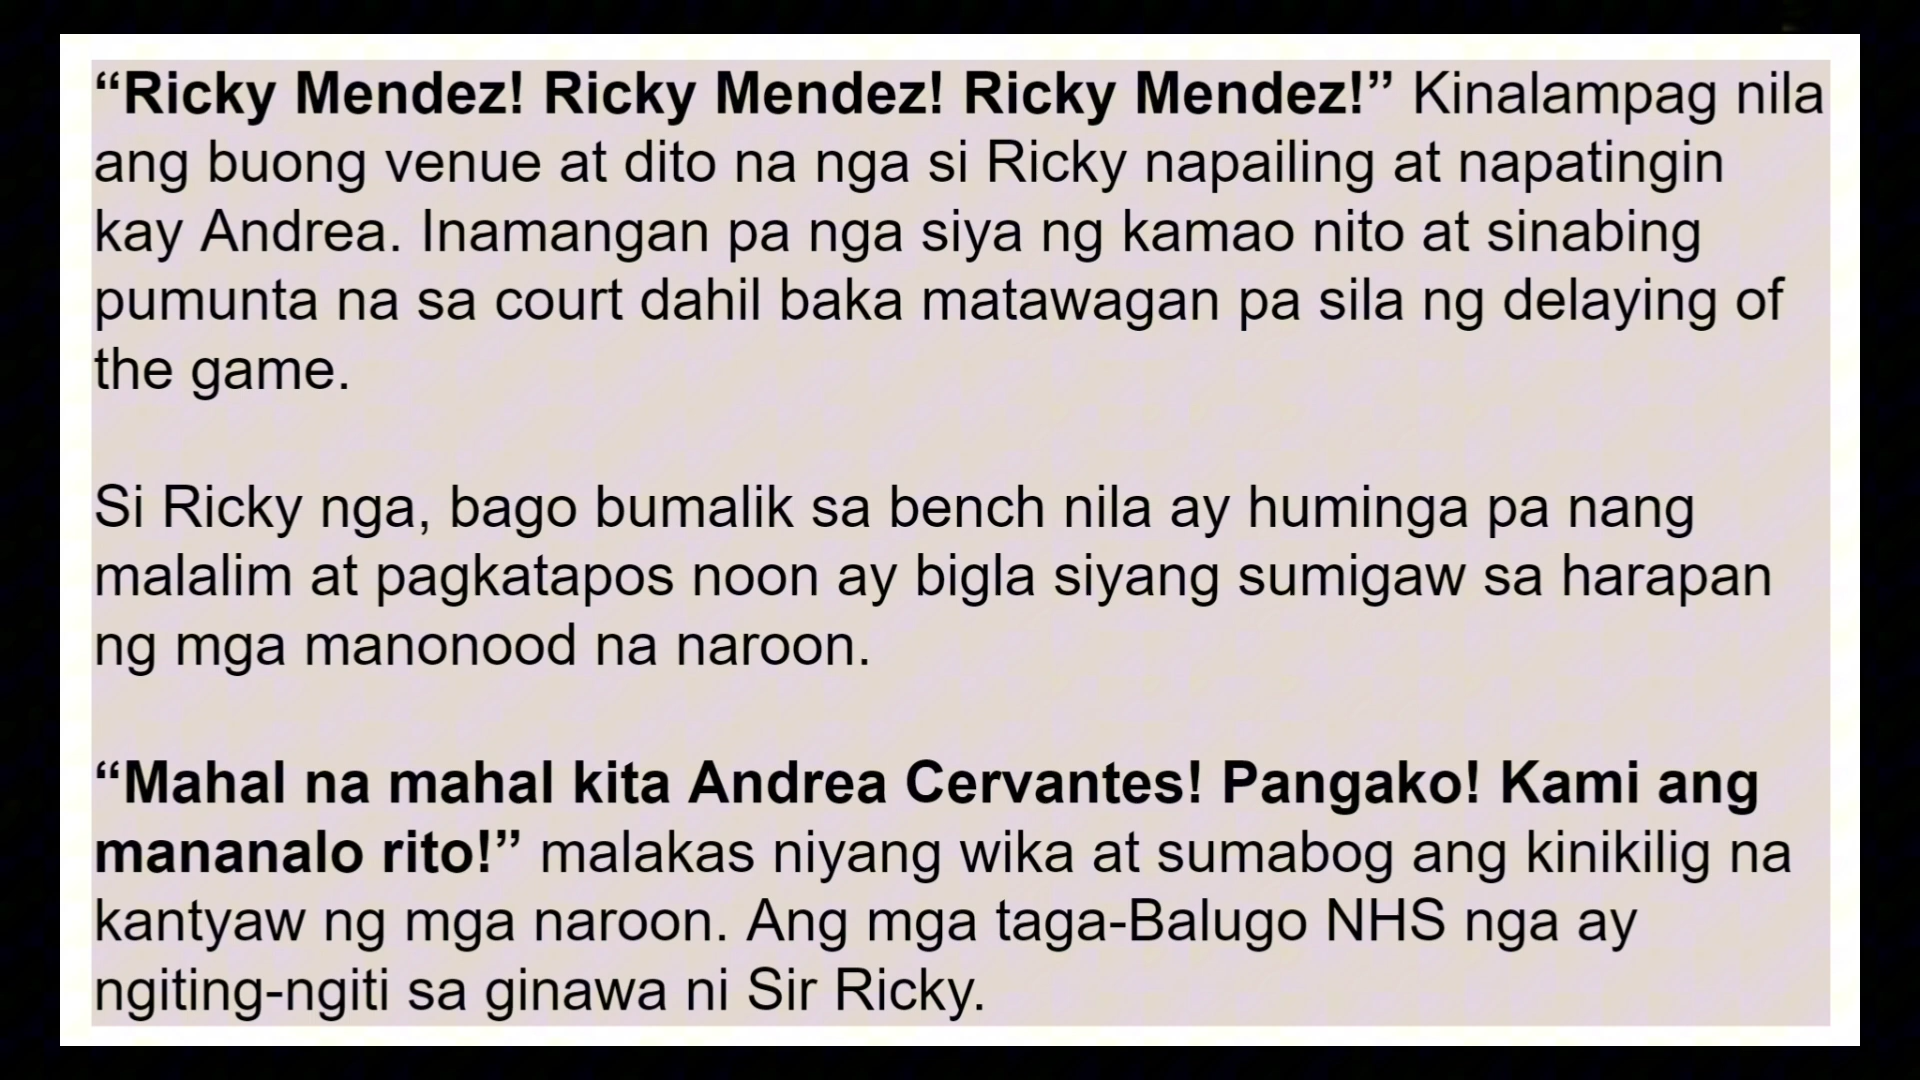 “Ricky Mendez! Ricky Mendez! Ricky Mendez!” Kinalampag nila
ang buong venue at dito na nga si Ricky napailing at napatingin
kay Andrea. Inamangan pa nga siya ng kamao nito at sinabing
pumunta na sa court dahil baka matawagan pa sila ng delaying of
the game.
Si Ricky nga, bago bumalik sa bench nila ay huminga pa nang
malalim at pagkatapos noon ay bigla siyang sumigaw sa harapan
ng mga manonood na naroon.
“Mahal na mahal kita Andrea Cervantes! Pangako! Kami ang
mananalo rito!” malakas niyang wika at sumabog ang kinikilig na
kantyaw ng mga naroon. Ang mga taga-Balugo NHS nga ay
ngiting-ngiti sa ginawa ni Sir Ricky.